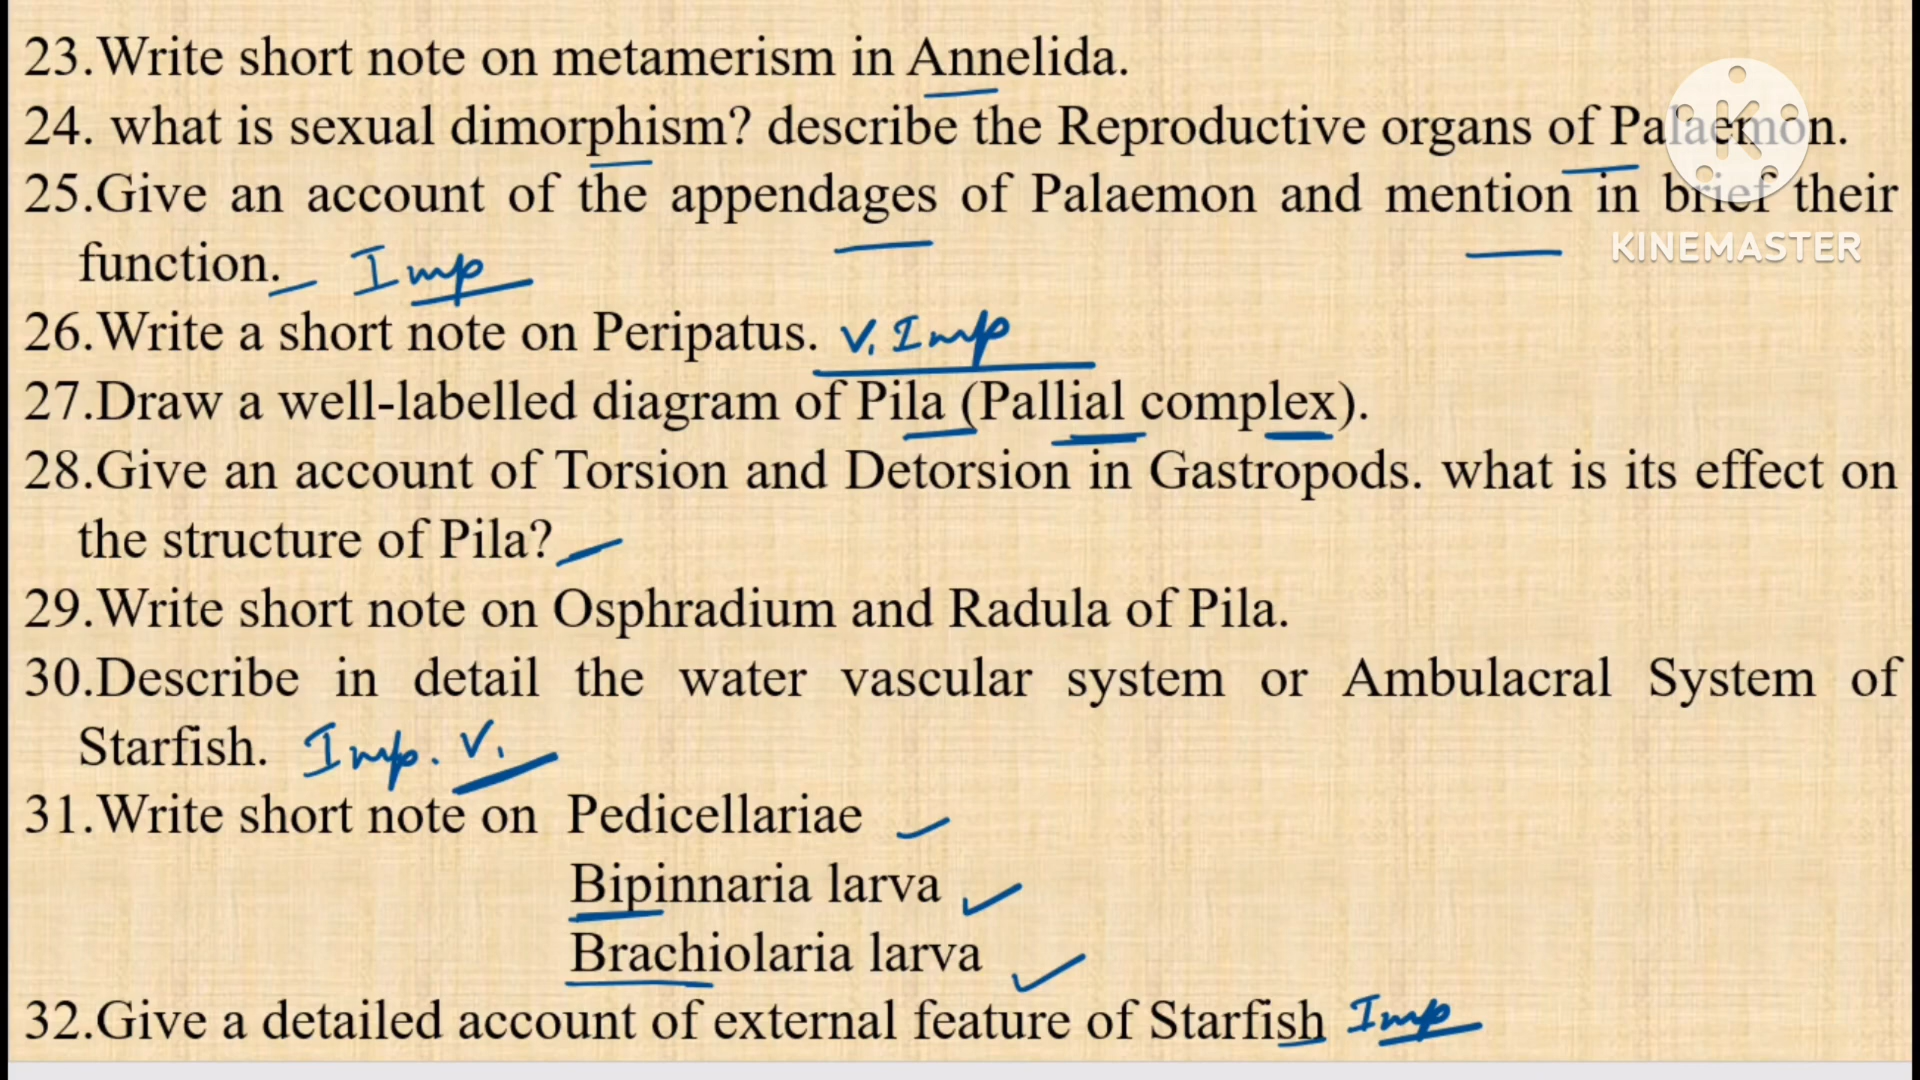 23.Write short note on metamerism in Annelida.
24. what is sexual dimorphism? describe the Reproductive organs of Palaemon.
25.Give an account of the appendages of Palaemon and mention in brief their
function. Imp
26.Write a short note on Peripatus. V. Imp
27.Draw a well-labelled diagram of Pila (Pallial complex).
28.Give an account of Torsion and Detorsion in Gastropods. what is its effect on
the structure of Pila?
29.Write short note on Osphradium and Radula of Pila.
30.Describe in detail the water vascular system or Ambulacral System of
Starfish. Imp. V.
31.Write short note on Pedicellariae
Bipinnaria larva
Brachiolaria larva
32.Give a detailed account of external feature of Starfish Imp
K
KINEMASTER